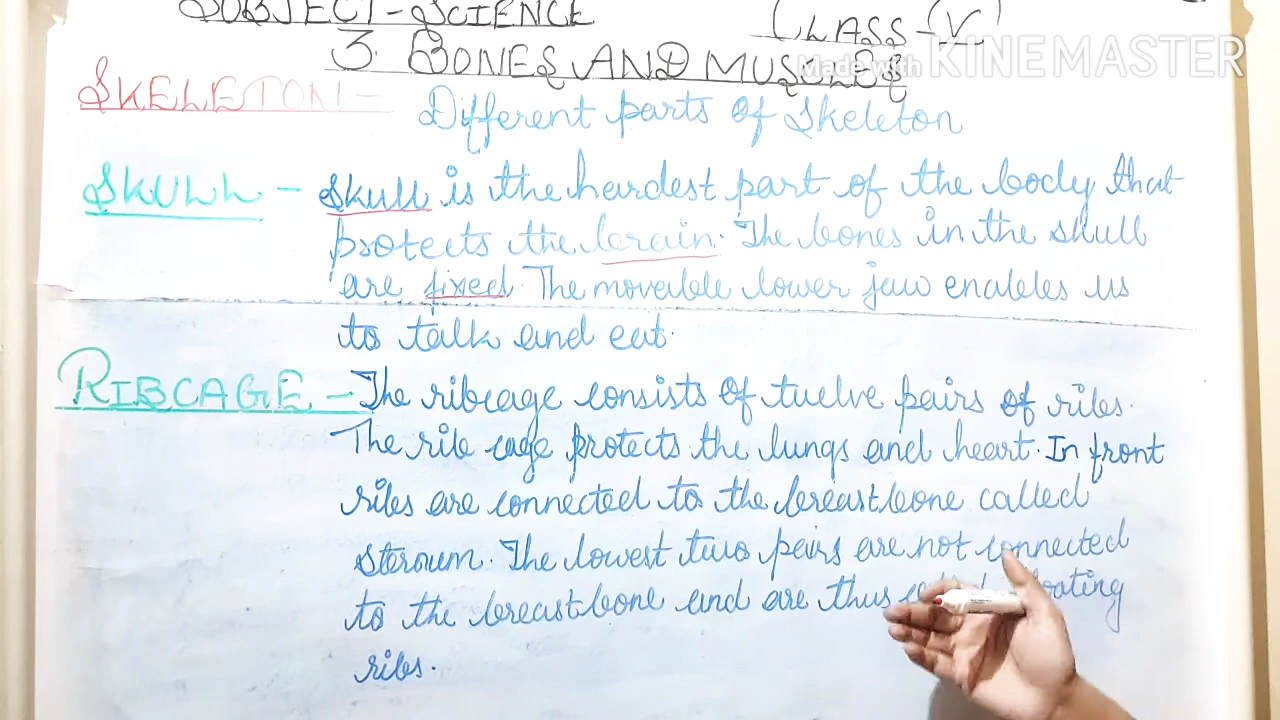 SUBJECT - SCIENCE CLASS - (V)
Made with KINEMASTER
3. BONES AND MUSCLES
SKELETON -
Different parts of Skeleton
SKULL - Skull is the hardest part of the body that
protects the brain. The bones in the skull
are fixed. The movable lower jaw enables us
to talk and eat.
RIBCAGE - The ribcage consists of twelve pairs of ribs.
The rib cage protects the lungs and heart. In front
ribs are connected to the breastbone called
steroum. The lowest two pairs are not connected
to the breastbone and are thus floating
ribs.